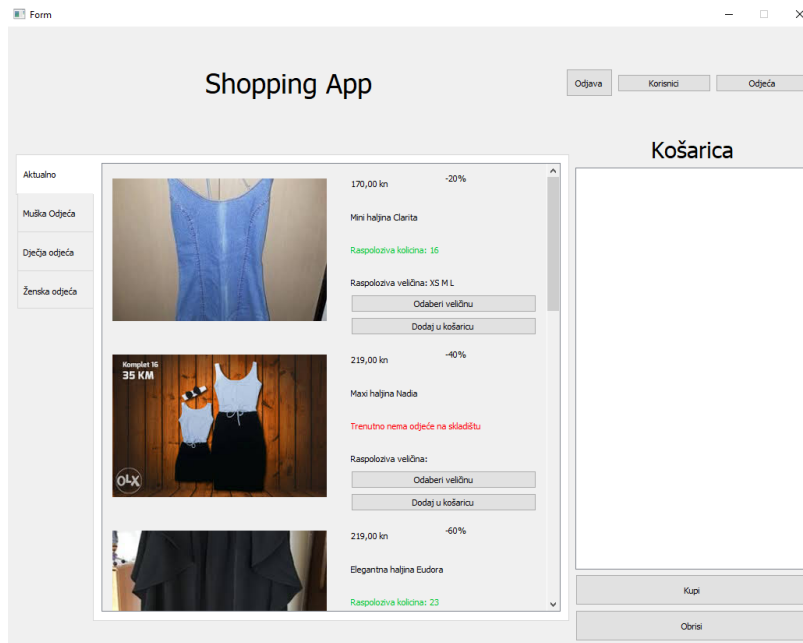 Form
Shopping App
Odjava
Korisnici
Odjeća
Košarica
Aktualno
Muška Odjeća
Dječja odjeća
Ženska odjeća
170,00 kn
-20%
Mini haljina Clarita
Raspoloziva kolicina: 16
Raspoloziva veličina: XS M L
Odaberi veličinu
Dodaj u košaricu
Komplet 16
35 KM
OLX
219,00 kn
-40%
Maxi haljina Nadia
Trenutno nema odjeće na skladištu
Raspoloziva veličina:
Odaberi veličinu
Dodaj u košaricu
219,00 kn
-60%
Elegantna haljina Eudora
Raspoloziva kolicina: 23
Kupi
Obrisi